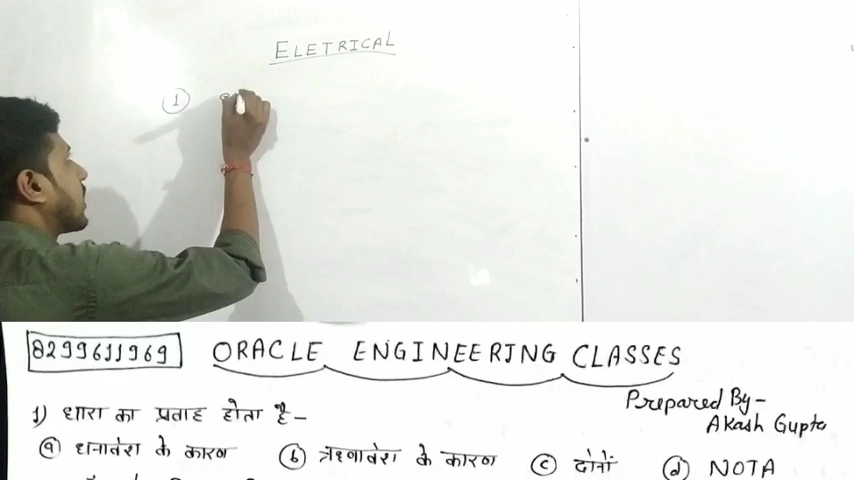 ELETRICAL
1
8299611969 ORACLE ENGINEERING CLASSES
Prepared By-
Akash Gupta
1) धारा का प्रवाह होता है-
(a) धनावेश के कारण (b) ऋणावेश के कारण (c) दोनों (d) NOTA